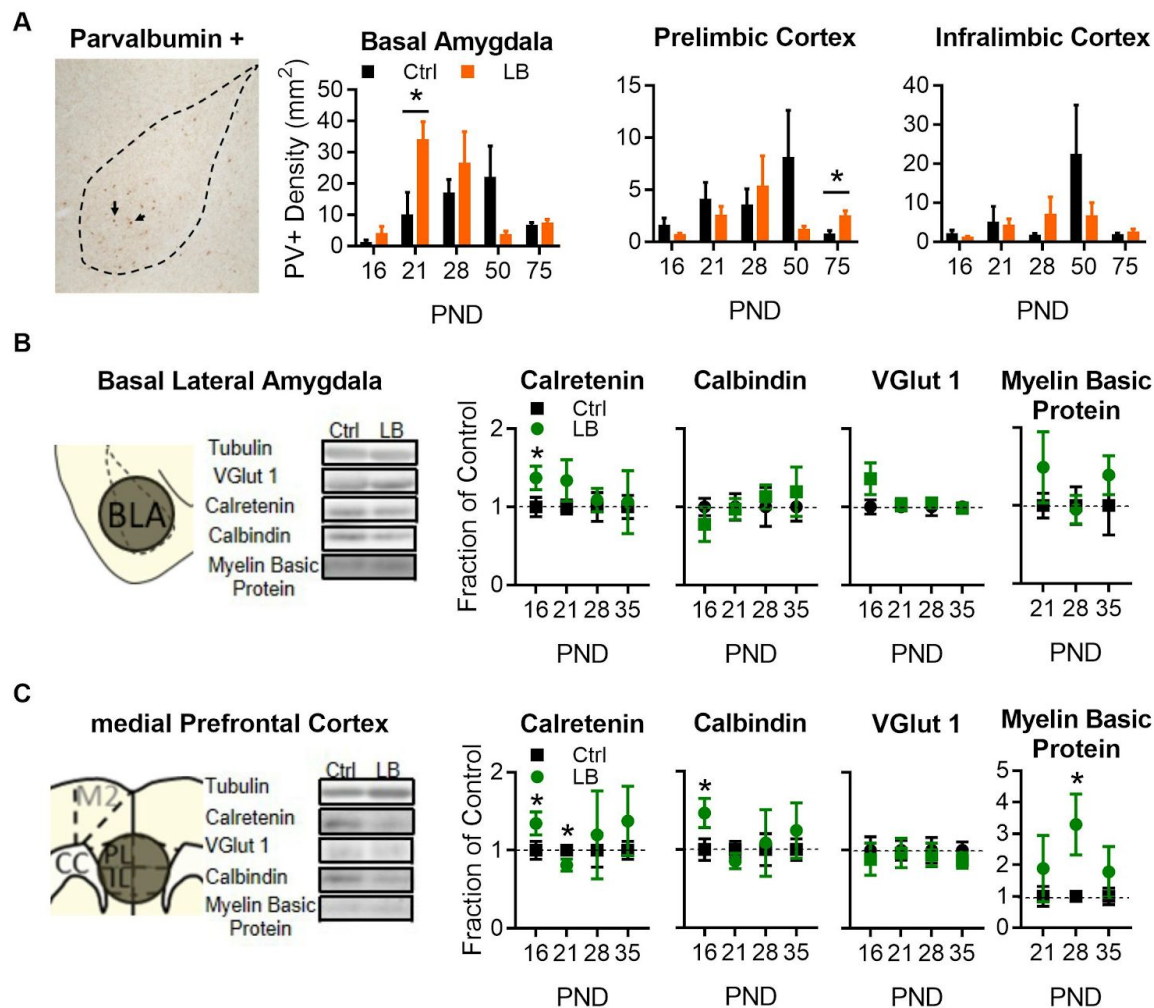 A
Parvalbumin +
Basal Amygdala
Ctrl LB
PV+ Density (mm2)
50
40
30
20
10
0
*
16 21 28 50 75
PND
Prelimbic Cortex
15
10
5
0
*
16 21 28 50 75
PND
Infralimbic Cortex
40
30
20
10
0
16 21 28 50 75
PND
B
Basal Lateral Amygdala
BLA
Ctrl LB
Tubulin
VGlut 1
Calretenin
Calbindin
Myelin Basic
Protein
Calretenin
Ctrl
LB
Fraction of Control
2
1
0
*
16 21 28 35
PND
Calbindin
16 21 28 35
PND
VGlut 1
16 21 28 35
PND
Myelin Basic
Protein
21 28 35
PND
C
medial Prefrontal Cortex
M2
CC
PL
IL
Ctrl LB
Tubulin
Calretenin
VGlut 1
Calbindin
Myelin Basic
Protein
Calretenin
Ctrl
LB
Fraction of Control
2
1
0
* *
16 21 28 35
PND
Calbindin
*
16 21 28 35
PND
VGlut 1
16 21 28 35
PND
Myelin Basic
Protein
5
4
3
2
1
0
*
21 28 35
PND